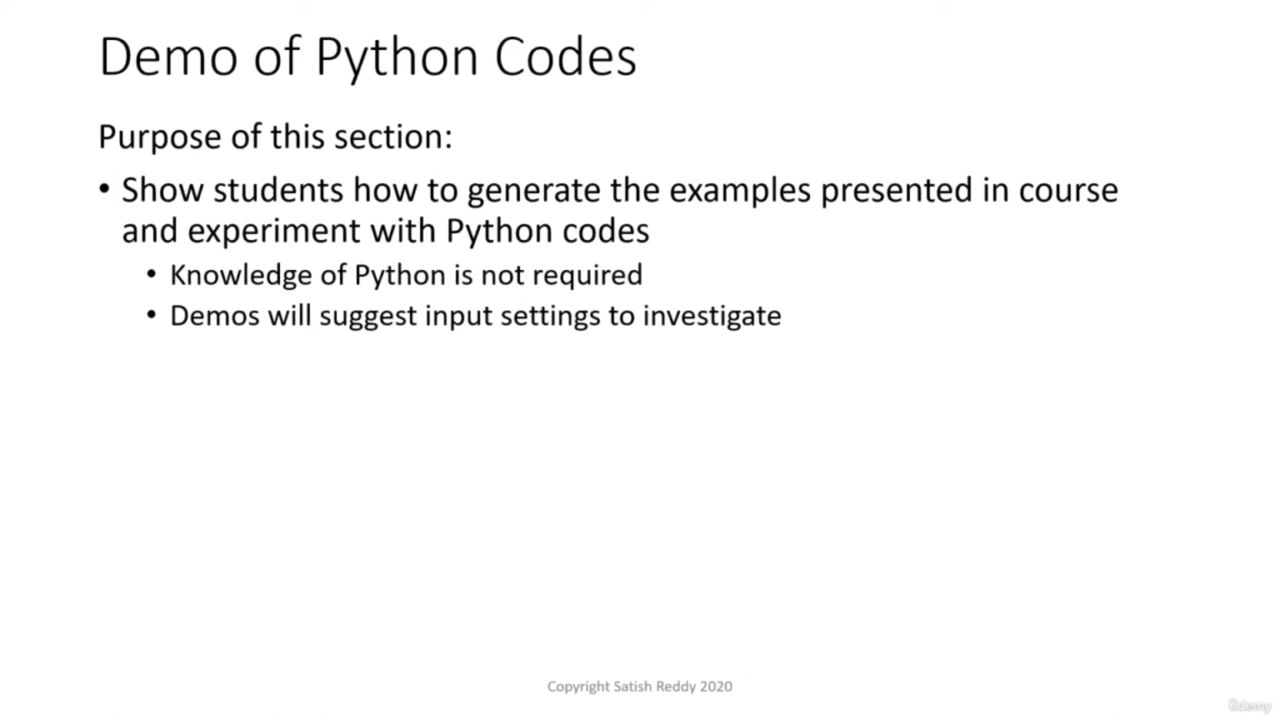 Demo of Python Codes
Purpose of this section:
• Show students how to generate the examples presented in course
and experiment with Python codes
• Knowledge of Python is not required
• Demos will suggest input settings to investigate
Copyright Satish Reddy 2020
ûdemy